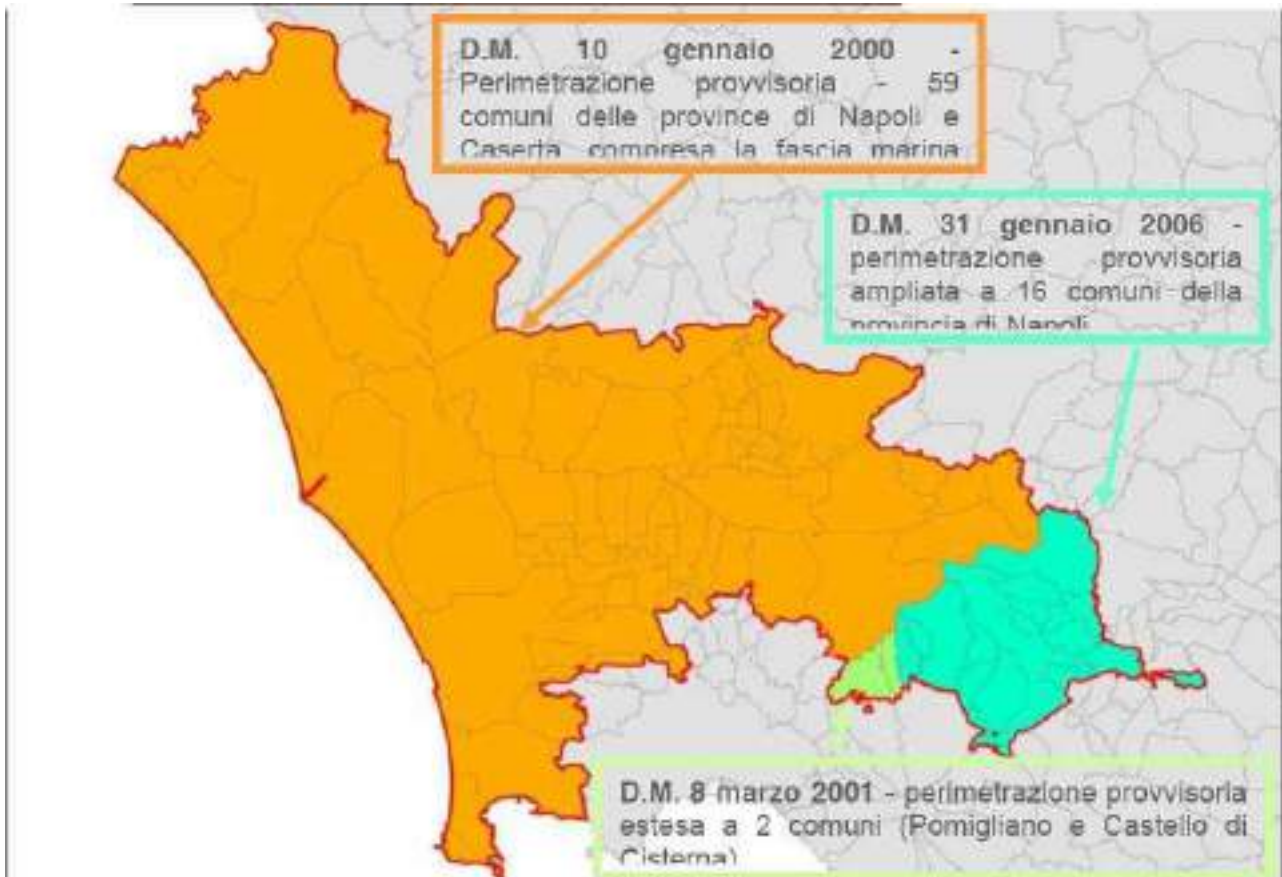 D.M. 10 gennaio 2000 -
Perimetrazione provvisoria - 59
comuni delle province di Napoli e
Caserta compresa la fascia marina
D.M. 31 gennaio 2006 -
perimetrazione provvisoria
ampliata a 16 comuni della
provincia di Napoli
D.M. 8 marzo 2001 - perimetrazione provvisoria
estesa a 2 comuni (Pomigliano e Castello di
Cisterna)